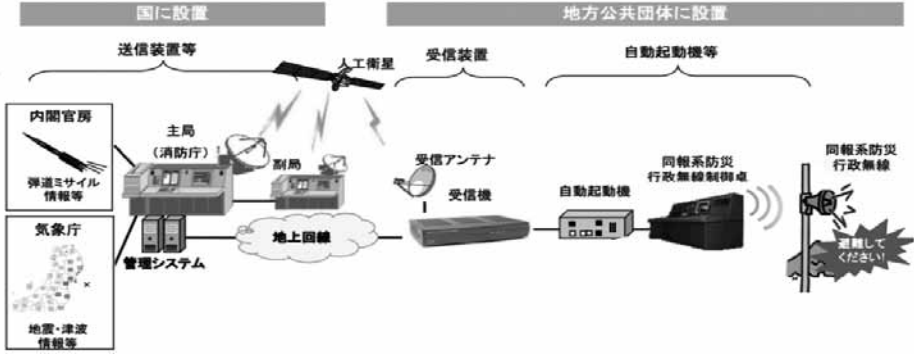 国に設置
地方公共団体に設置
送信装置等
人工衛星
受信装置
自動起動機等
内閣官房
弾道ミサイル
情報等
主局
（消防庁）
副局
受信アンテナ
受信機
自動起動機
同報系防災
行政無線制御卓
同報系防災
行政無線
避難して
ください！
気象庁
地震・津波
情報等
管理システム
地上回線